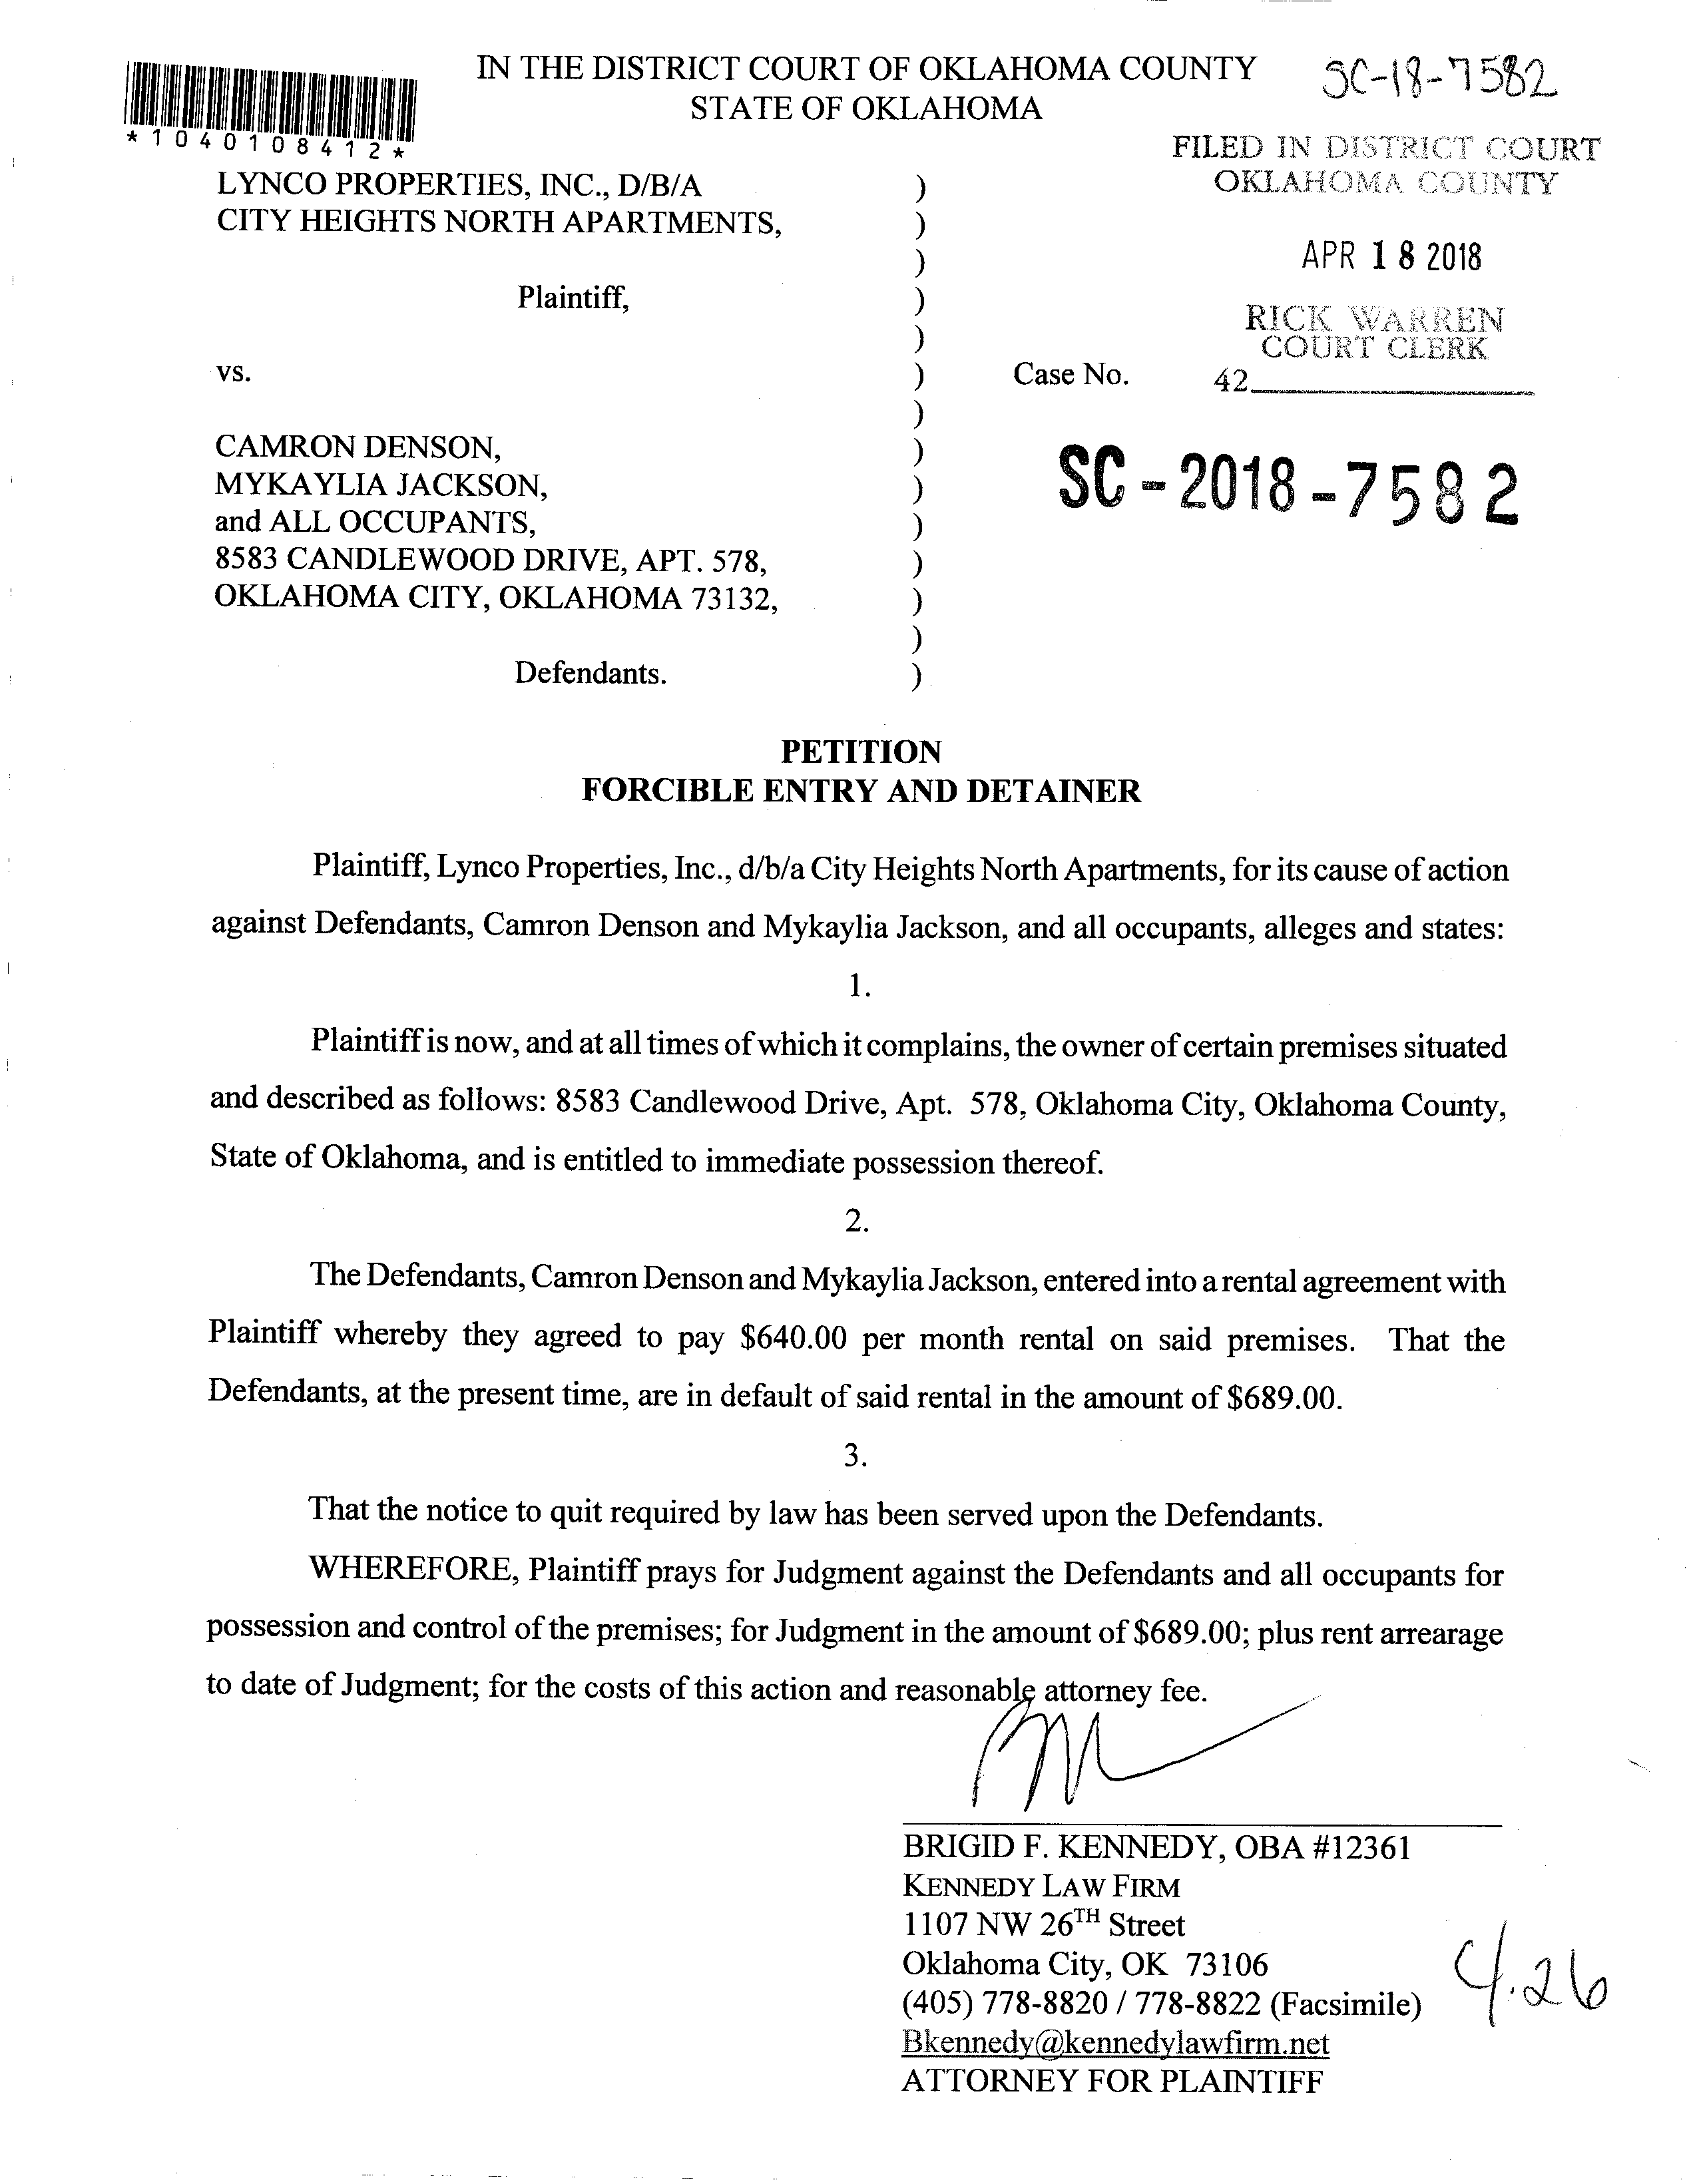 IN THE DISTRICT COURT OF OKLAHOMA COUNTY
STATE OF OKLAHOMA
SC-18-7582
*1040108412*
FILED IN DISTRICT COURT
OKLAHOMA COUNTY
APR 18 2018
RICK WARREN
COURT CLERK
42
LYNCO PROPERTIES, INC., D/B/A )
CITY HEIGHTS NORTH APARTMENTS, )
)
Plaintiff, )
)
vs. ) Case No.
)
CAMRON DENSON, )
MYKAYLIA JACKSON, ) SC-2018-7582
and ALL OCCUPANTS, )
8583 CANDLEWOOD DRIVE, APT. 578, )
OKLAHOMA CITY, OKLAHOMA 73132, )
)
Defendants. )
PETITION
FORCIBLE ENTRY AND DETAINER
Plaintiff, Lynco Properties, Inc., d/b/a City Heights North Apartments, for its cause of action
against Defendants, Camron Denson and Mykaylia Jackson, and all occupants, alleges and states:
1.
Plaintiff is now, and at all times of which it complains, the owner of certain premises situated
and described as follows: 8583 Candlewood Drive, Apt. 578, Oklahoma City, Oklahoma County,
State of Oklahoma, and is entitled to immediate possession thereof.
2.
The Defendants, Camron Denson and Mykaylia Jackson, entered into a rental agreement with
Plaintiff whereby they agreed to pay $640.00 per month rental on said premises. That the
Defendants, at the present time, are in default of said rental in the amount of $689.00.
3.
That the notice to quit required by law has been served upon the Defendants.
WHEREFORE, Plaintiff prays for Judgment against the Defendants and all occupants for
possession and control of the premises; for Judgment in the amount of $689.00; plus rent arrearage
to date of Judgment; for the costs of this action and reasonable attorney fee.
BRIGID F. KENNEDY, OBA #12361
KENNEDY LAW FIRM
1107 NW 26TH Street
Oklahoma City, OK 73106
(405) 778-8820 / 778-8822 (Facsimile)
Bkennedy@kennedylawfirm.net
ATTORNEY FOR PLAINTIFF
4.26